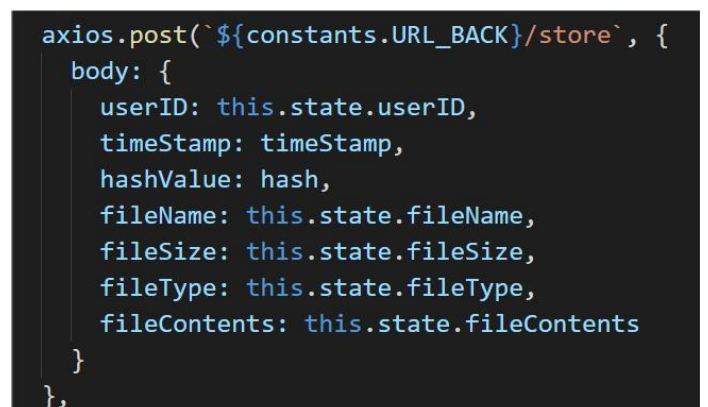 axios.post(`${constants.URL_BACK}/store`, {
body: {
userID: this.state.userID,
timeStamp: timeStamp,
hashValue: hash,
fileName: this.state.fileName,
fileSize: this.state.fileSize,
fileType: this.state.fileType,
fileContents: this.state.fileContents
}
},